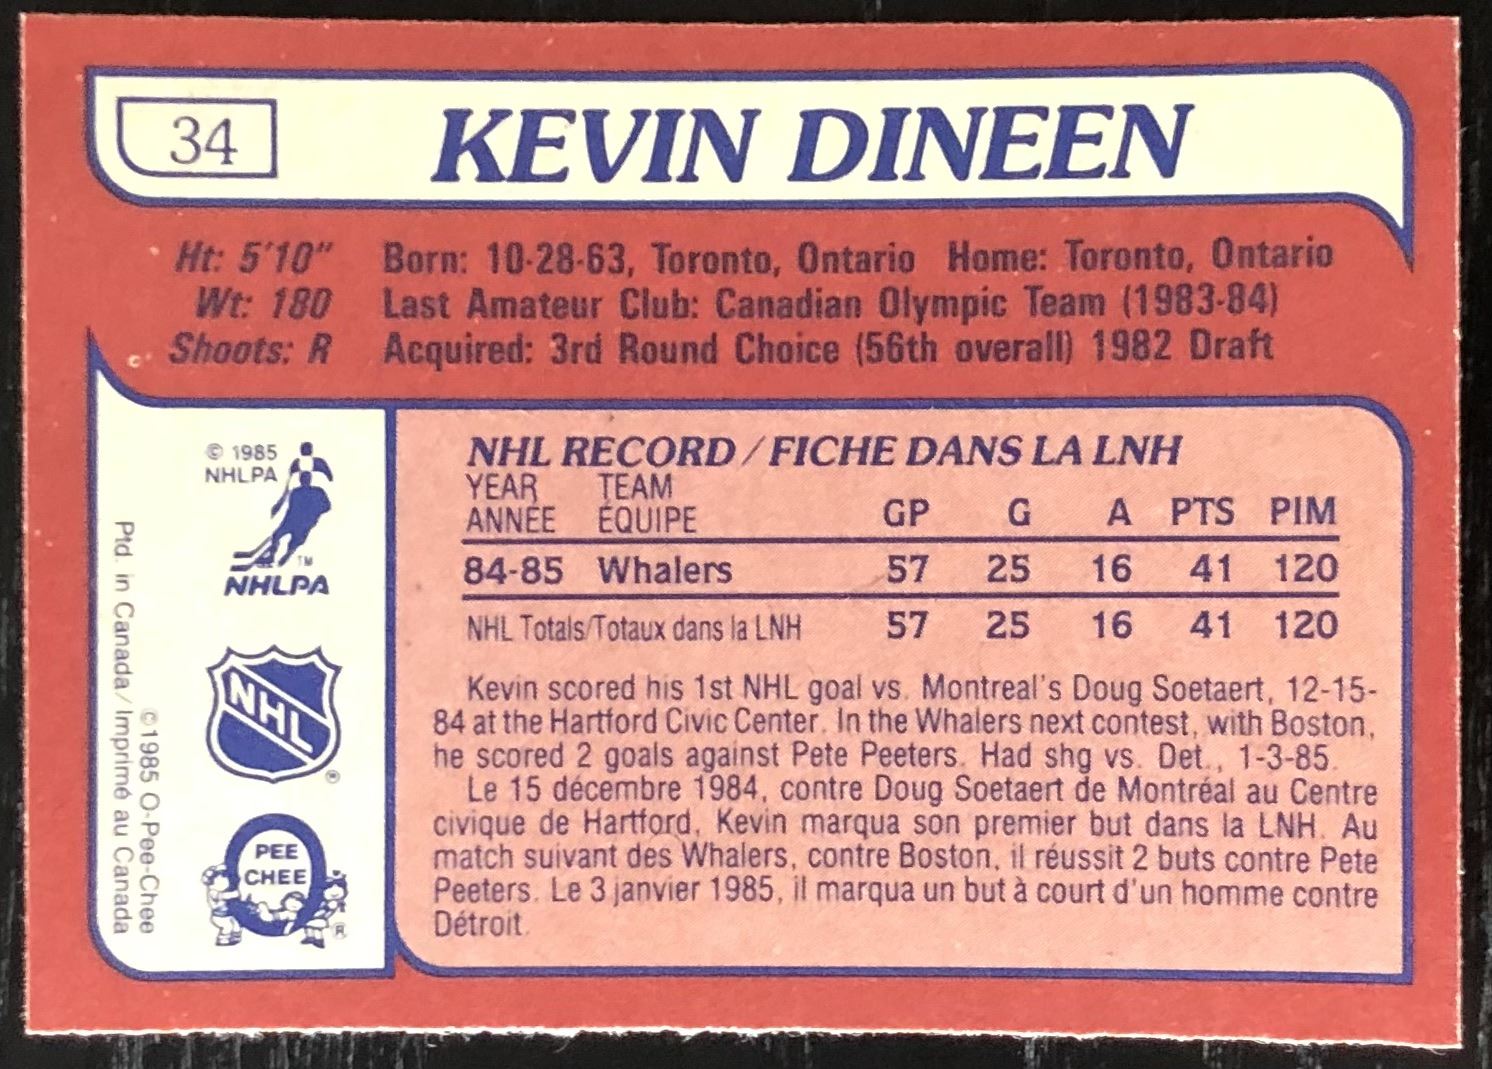 34
KEVIN DINEEN
Ht: 5'10" Born: 10-28-63, Toronto, Ontario Home: Toronto, Ontario
Wt: 180 Last Amateur Club: Canadian Olympic Team (1983-84)
Shoots: R Acquired: 3rd Round Choice (56th overall) 1982 Draft
© 1985
NHLPA
TM
NHLPA
NHL
®
PEE
CHEE
®
Ptd. in Canada/Imprimé au Canada
© 1985 O-Pee-Chee
NHL RECORD / FICHE DANS LA LNH
YEAR TEAM
ANNÉE ÉQUIPE GP G A PTS PIM
84-85 Whalers 57 25 16 41 120
NHL Totals/Totaux dans la LNH 57 25 16 41 120
Kevin scored his 1st NHL goal vs. Montreal's Doug Soetaert, 12-15-
84 at the Hartford Civic Center. In the Whalers next contest, with Boston,
he scored 2 goals against Pete Peeters. Had shg vs. Det., 1-3-85.
Le 15 décembre 1984, contre Doug Soetaert de Montréal au Centre
civique de Hartford, Kevin marqua son premier but dans la LNH. Au
match suivant des Whalers, contre Boston, il réussit 2 buts contre Pete
Peeters. Le 3 janvier 1985, il marqua un but à court d'un homme contre
Détroit.